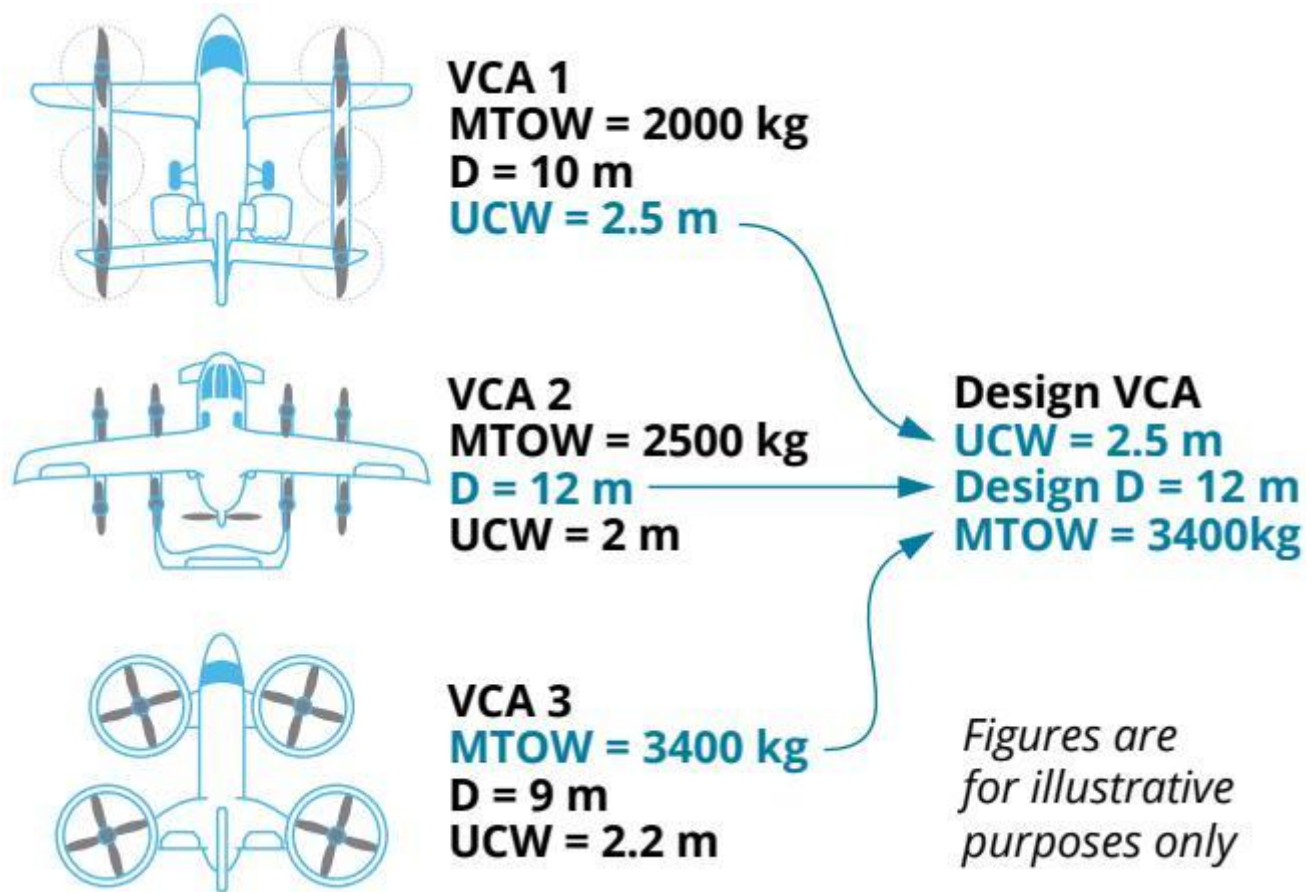 VCA 1
MTOW = 2000 kg
D = 10 m
UCW = 2.5 m
VCA 2
MTOW = 2500 kg
D = 12 m
UCW = 2 m
VCA 3
MTOW = 3400 kg
D = 9 m
UCW = 2.2 m
Design VCA
UCW = 2.5 m
Design D = 12 m
MTOW = 3400kg
Figures are
for illustrative
purposes only